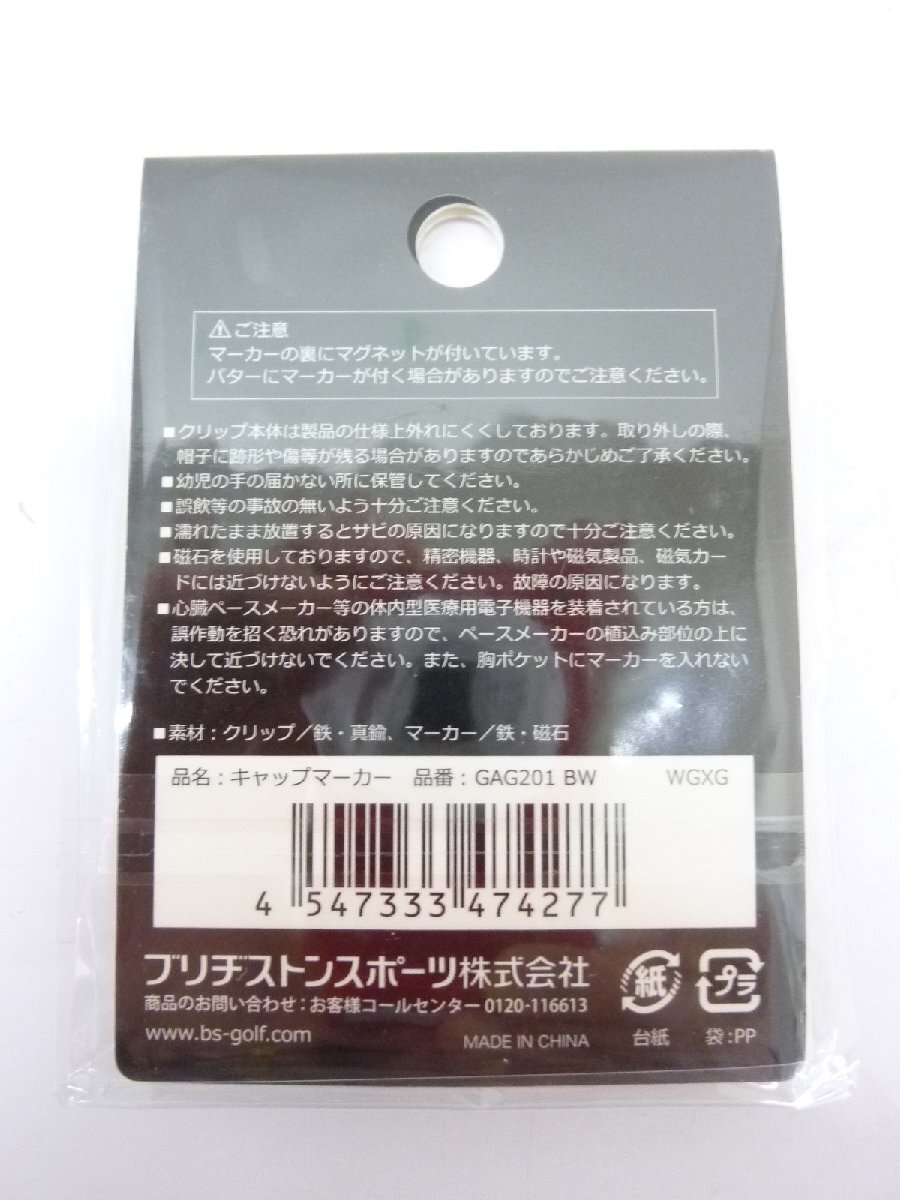 ⚠ご注意
マーカーの裏にマグネットが付いています。
パターにマーカーが付く場合がありますのでご注意ください。
■クリップ本体は製品の仕様上外れにくくしております。取り外しの際、
帽子に跡形や傷等が残る場合がありますのであらかじめご了承ください。
■幼児の手の届かない所に保管してください。
■誤飲等の事故の無いよう十分ご注意ください。
■濡れたまま放置するとサビの原因になりますので十分ご注意ください。
■磁石を使用しておりますので、精密機器、時計や磁気製品、磁気カー
ドには近づけないようにご注意ください。故障の原因になります。
■心臓ペースメーカー等の体内型医療用電子機器を装着されている方は、
誤作動を招く恐れがありますので、ペースメーカーの植込み部位の上に
決して近づけないでください。また、胸ポケットにマーカーを入れない
でください。
■素材：クリップ／鉄・真鍮、マーカー／鉄・磁石
品名：キャップマーカー 品番：GAG201 BW WGXG
4 547333 474277
ブリヂストンスポーツ株式会社
商品のお問い合わせ：お客様コールセンター 0120-116613
www.bs-golf.com
MADE IN CHINA
紙
台紙
プラ
袋：PP